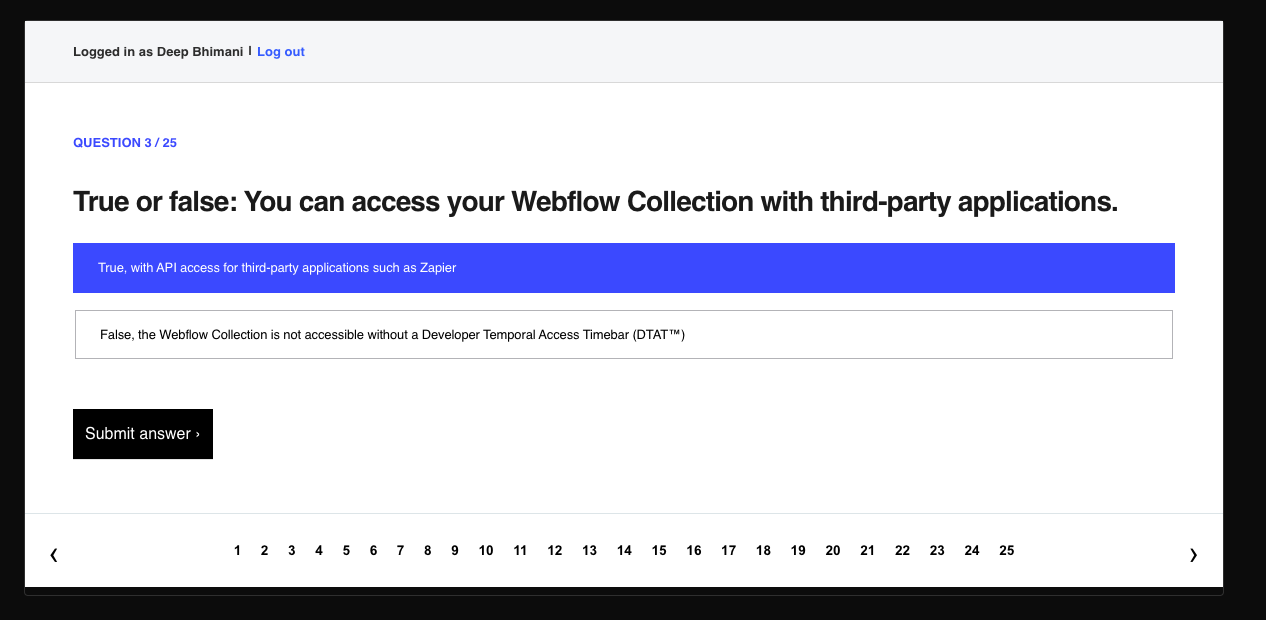 Logged in as Deep Bhimani | Log out
QUESTION 3 / 25
True or false: You can access your Webflow Collection with third-party applications.
True, with API access for third-party applications such as Zapier
False, the Webflow Collection is not accessible without a Developer Temporal Access Timebar (DTAT™)
Submit answer ›
‹ 1 2 3 4 5 6 7 8 9 10 11 12 13 14 15 16 17 18 19 20 21 22 23 24 25 ›